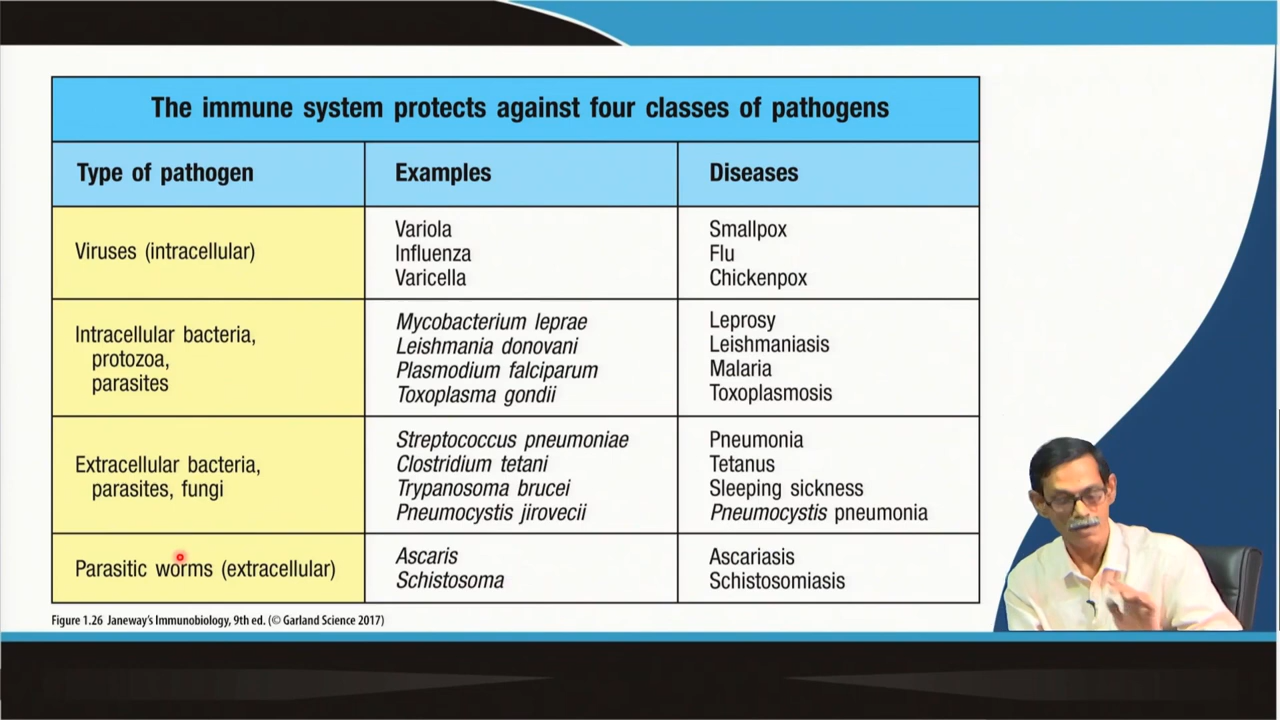 The immune system protects against four classes of pathogens
Type of pathogen
Examples
Diseases
Viruses (intracellular)
Variola
Influenza
Varicella
Smallpox
Flu
Chickenpox
Intracellular bacteria,
protozoa,
parasites
Mycobacterium leprae
Leishmania donovani
Plasmodium falciparum
Toxoplasma gondii
Leprosy
Leishmaniasis
Malaria
Toxoplasmosis
Extracellular bacteria,
parasites, fungi
Streptococcus pneumoniae
Clostridium tetani
Trypanosoma brucei
Pneumocystis jirovecii
Pneumonia
Tetanus
Sleeping sickness
Pneumocystis pneumonia
Parasitic worms (extracellular)
Ascaris
Schistosoma
Ascariasis
Schistosomiasis
Figure 1.26 Janeway's Immunobiology, 9th ed. (© Garland Science 2017)